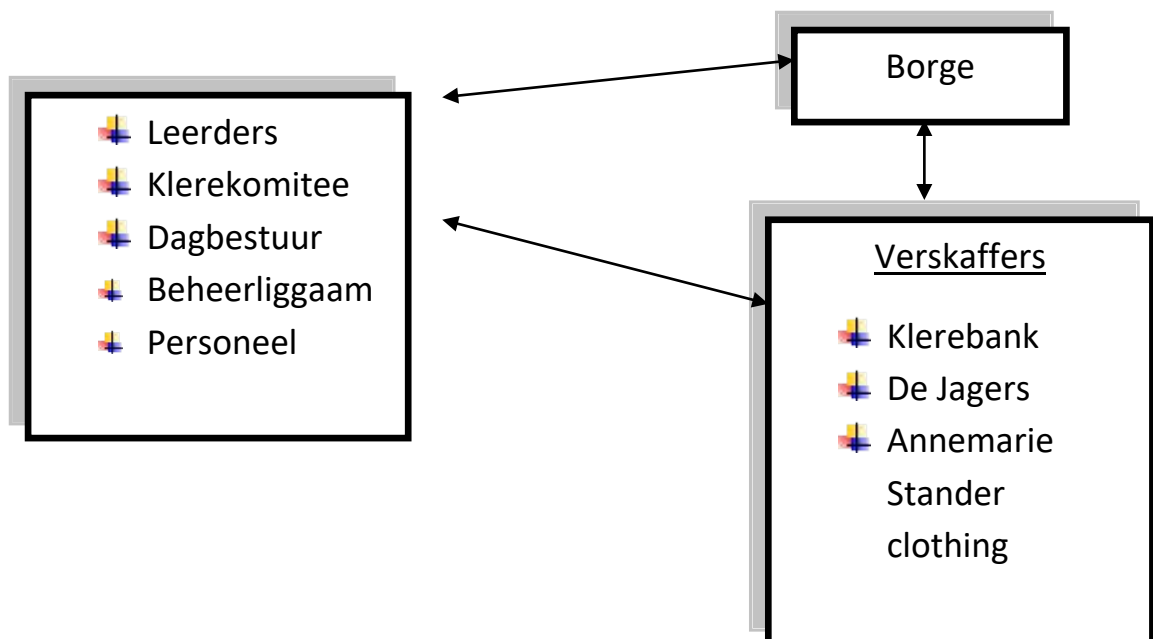 Leerders
Klerekomitee
Dagbestuur
Beheerliggaam
Personeel
Borge
Verskaffers
Klerebank
De Jagers
Annemarie
Stander
clothing